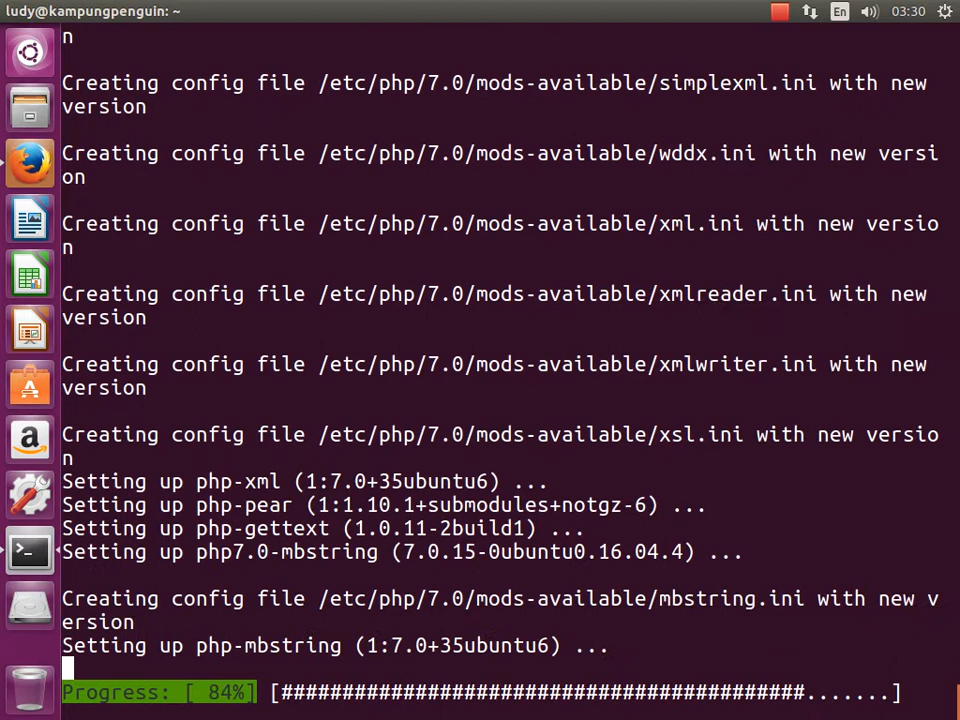 ludy@kampungpenguin: ~
En
03:30
n
Creating config file /etc/php/7.0/mods-available/simplexml.ini with new
version
Creating config file /etc/php/7.0/mods-available/wddx.ini with new versi
on
Creating config file /etc/php/7.0/mods-available/xml.ini with new versio
n
Creating config file /etc/php/7.0/mods-available/xmlreader.ini with new
version
Creating config file /etc/php/7.0/mods-available/xmlwriter.ini with new
version
Creating config file /etc/php/7.0/mods-available/xsl.ini with new versio
n
Setting up php-xml (1:7.0+35ubuntu6) ...
Setting up php-pear (1:1.10.1+submodules+notgz-6) ...
Setting up php-gettext (1.0.11-2build1) ...
Setting up php7.0-mbstring (7.0.15-0ubuntu0.16.04.4) ...
Creating config file /etc/php/7.0/mods-available/mbstring.ini with new v
ersion
Setting up php-mbstring (1:7.0+35ubuntu6) ...
Progress: [ 84%] [###########################################.......]